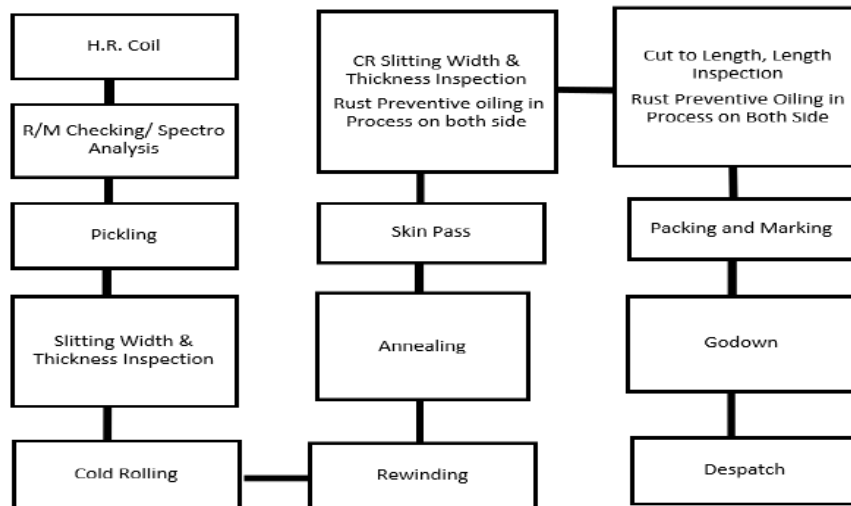 H.R. Coil
R/M Checking/ Spectro
Analysis
Pickling
Slitting Width &
Thickness Inspection
Cold Rolling
Rewinding
Annealing
Skin Pass
CR Slitting Width &
Thickness Inspection
Rust Preventive oiling in
Process on both side
Cut to Length, Length
Inspection
Rust Preventive Oiling in
Process on Both Side
Packing and Marking
Godown
Despatch